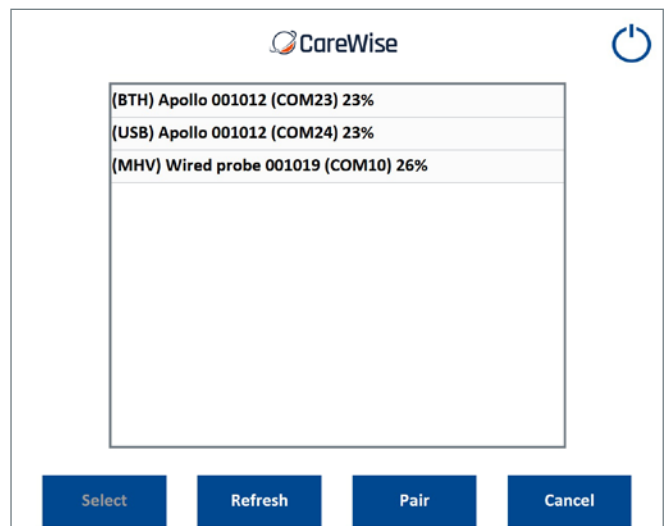 CareWise
(BTH) Apollo 001012 (COM23) 23%
(USB) Apollo 001012 (COM24) 23%
(MHV) Wired probe 001019 (COM10) 26%
Select Refresh Pair Cancel